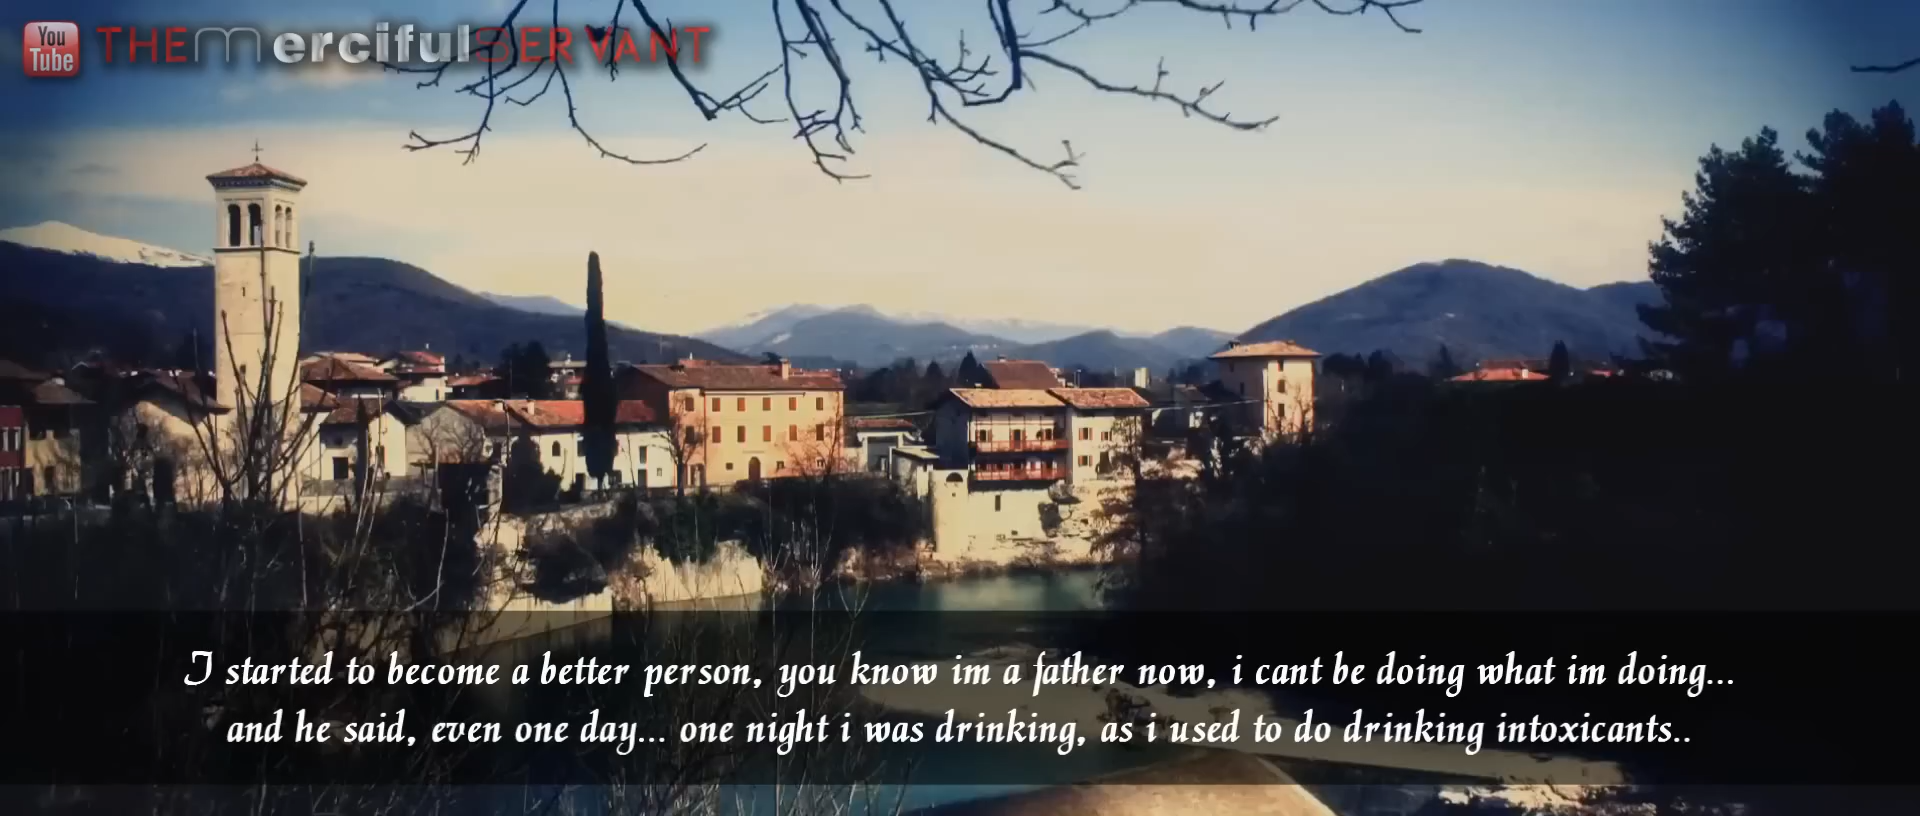 You Tube THEMercifulSERVANT
I started to become a better person, you know im a father now, i cant be doing what im doing...
and he said, even one day... one night i was drinking, as i used to do drinking intoxicants..